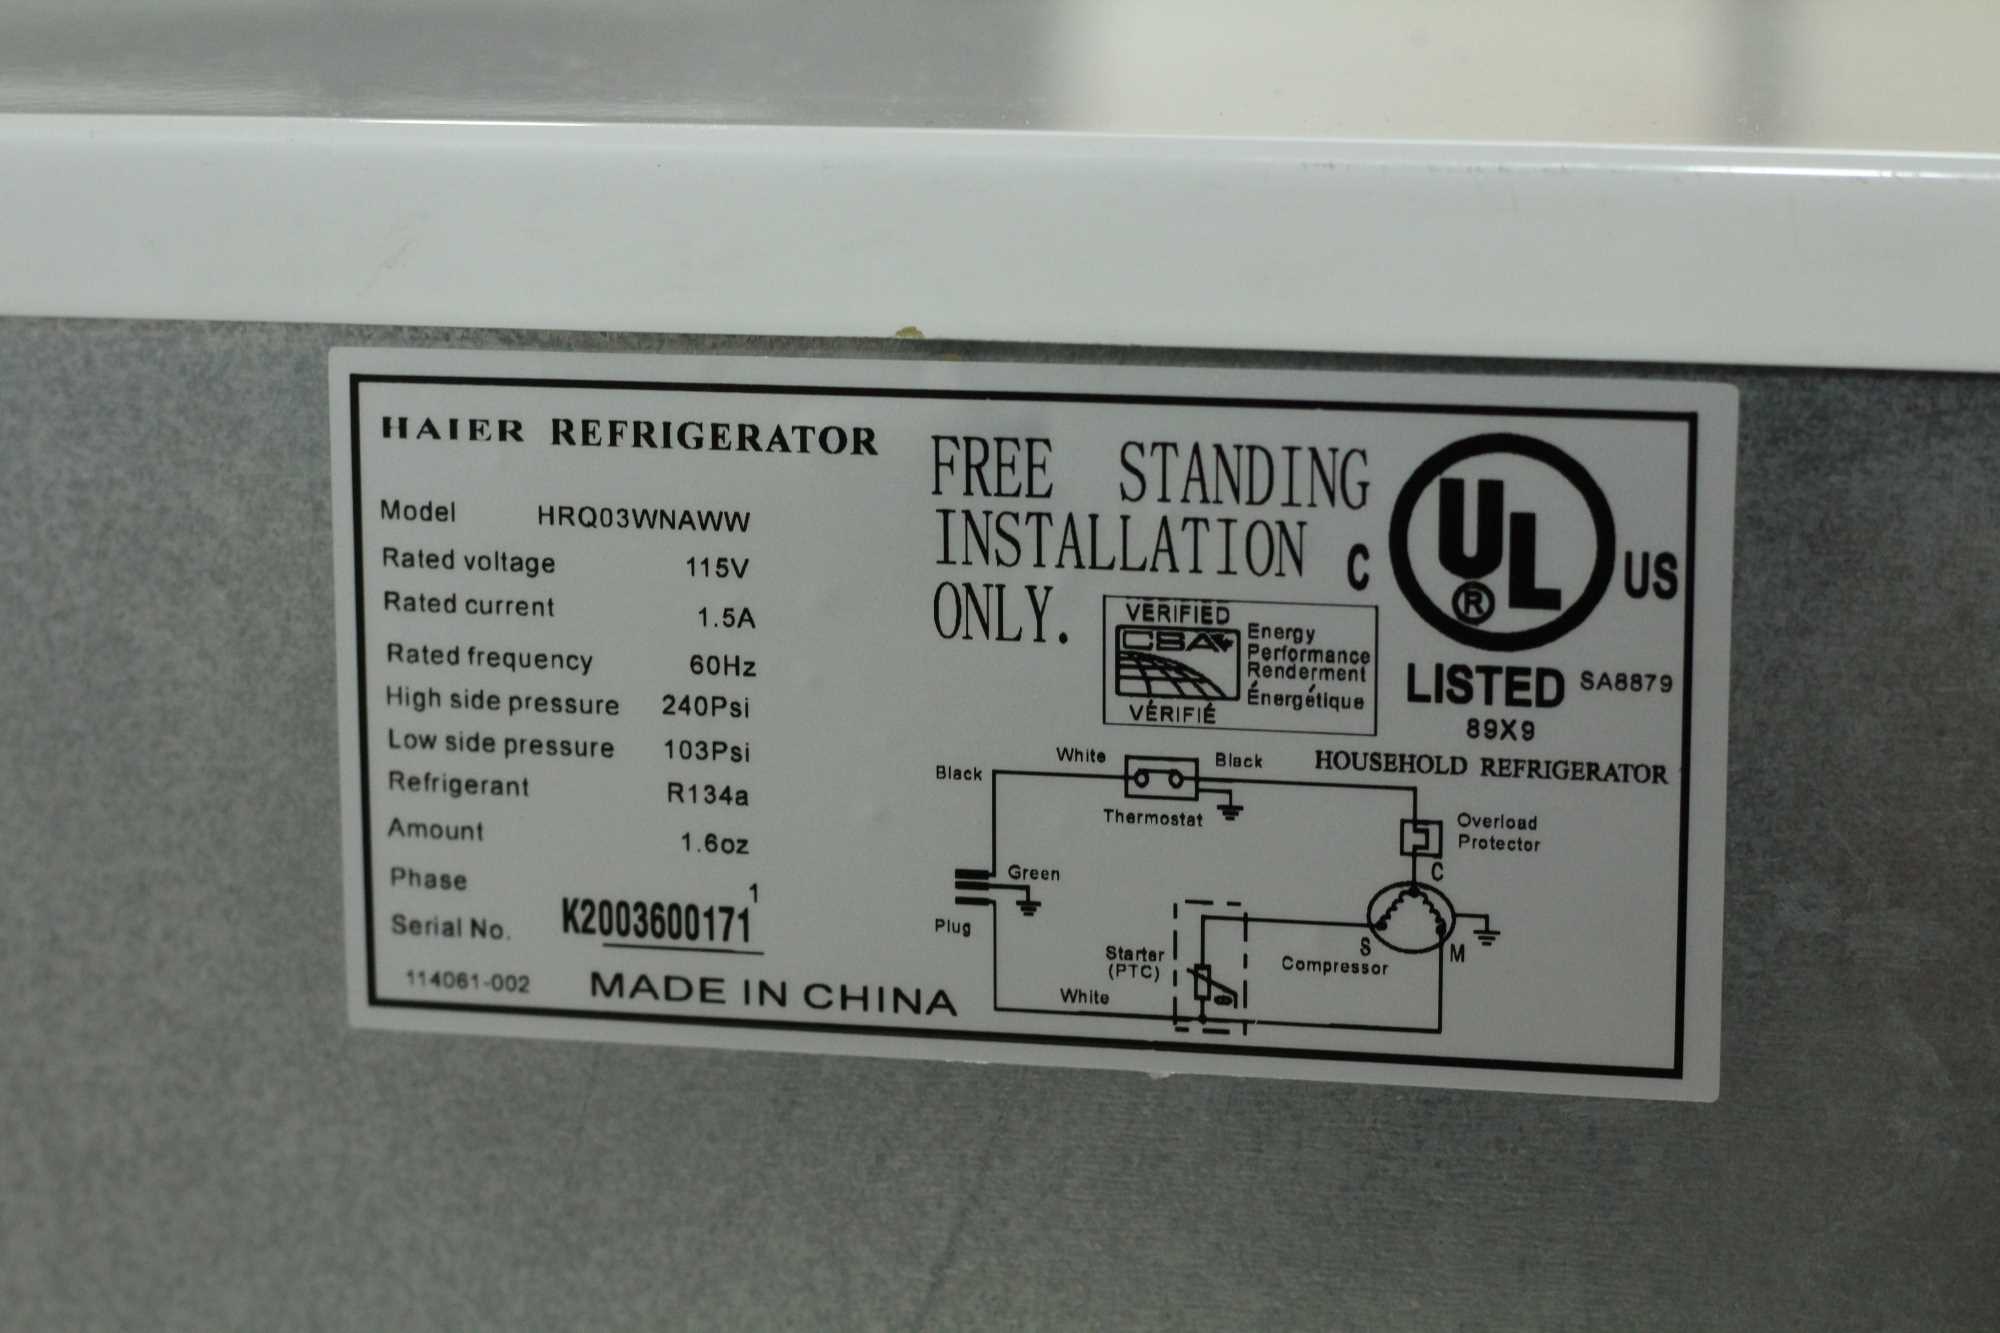 HAIER REFRIGERATOR
Model HRQ03WNAWW
Rated voltage 115V
Rated current 1.5A
Rated frequency 60Hz
High side pressure 240Psi
Low side pressure 103Psi
Refrigerant R134a
Amount 1.6oz
Phase 1
Serial No. K2003600171
114061-002 MADE IN CHINA
FREE STANDING
INSTALLATION
ONLY.
VERIFIED
CSA
VÉRIFIÉ
Energy
Performance
Renderment
Énergétique
C UL ® US
LISTED SA8879
89X9
HOUSEHOLD REFRIGERATOR
Black White Black
Thermostat
Overload
Protector
C
Green
Plug
Starter
(PTC)
S M
Compressor
White